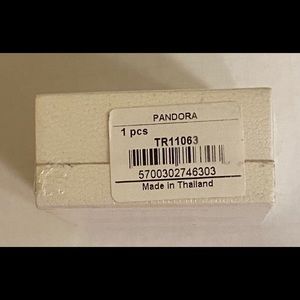 PANDORA
1 pcs
TR11063
5700302746303
Made in Thailand